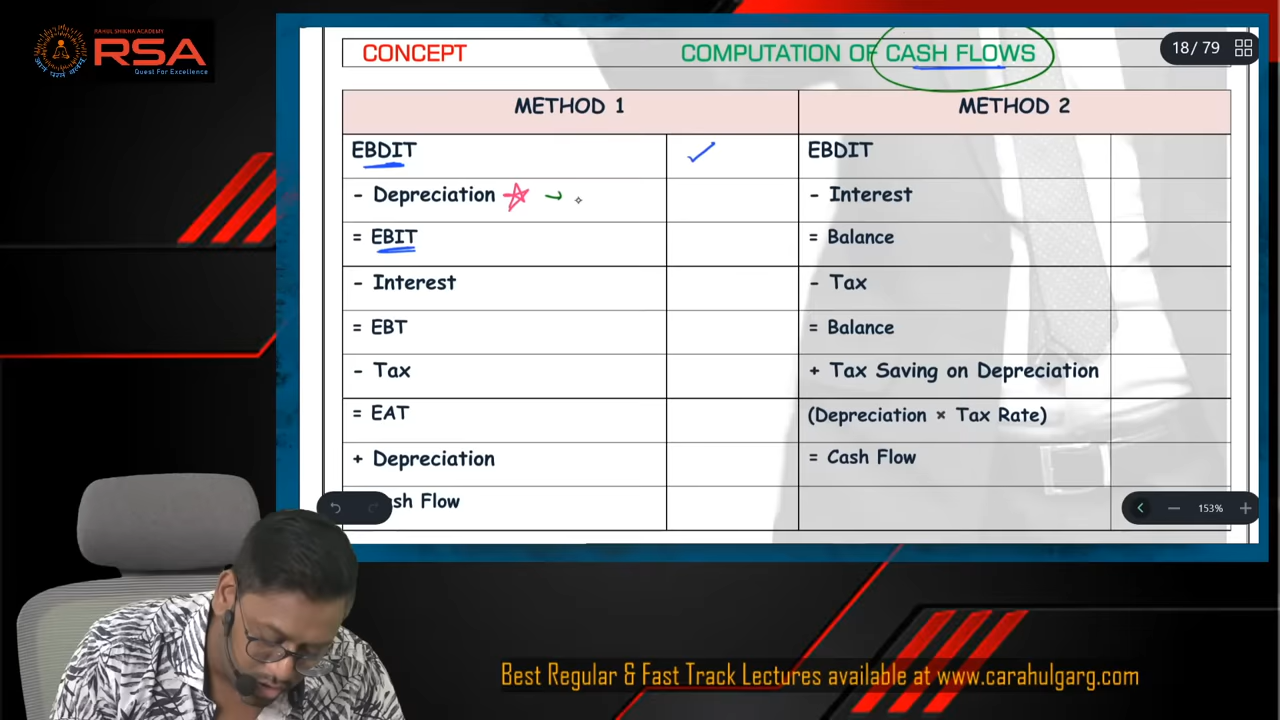 RAHUL SHIKHA ACADEMY
RSA
Quest For Excellence
CONCEPT COMPUTATION OF CASH FLOWS
18 / 79
METHOD 1 METHOD 2
EBDIT EBDIT
- Depreciation - Interest
= EBIT = Balance
- Interest - Tax
= EBT = Balance
- Tax + Tax Saving on Depreciation
= EAT (Depreciation × Tax Rate)
+ Depreciation = Cash Flow
sh Flow
153%
Best Regular & Fast Track Lectures available at www.carahulgarg.com